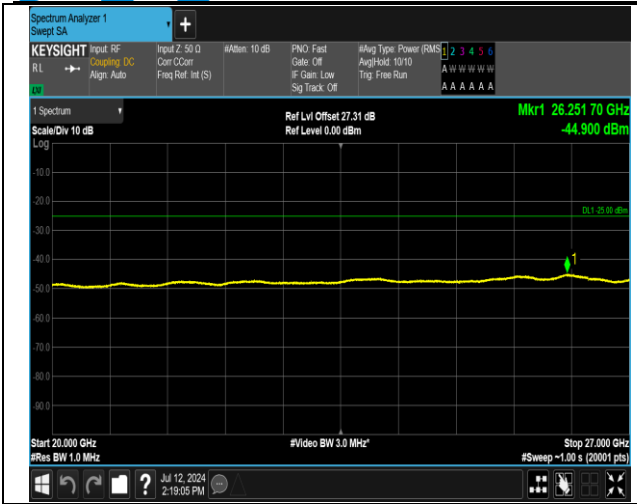 Spectrum Analyzer 1
Swept SA
+
KEYSIGHT
RL
Input: RF
Coupling: DC
Align: Auto
Input Z: 50 Ω
Corr CCorr
Freq Ref: Int (S)
#Atten: 10 dB
PNO: Fast
Gate: Off
IF Gain: Low
Sig Track: Off
#Avg Type: Power (RMS
Avg|Hold: 10/10
Trig: Free Run
1 2 3 4 5 6
A W W W W W
A A A A A A
1 Spectrum
Scale/Div 10 dB
Log
Ref Lvl Offset 27.31 dB
Ref Level 0.00 dBm
Mkr1 26.251 70 GHz
-44.900 dBm
-10.0
-20.0
DL1 -25.00 dBm
-30.0
-40.0
1
-50.0
-60.0
-70.0
-80.0
-90.0
Start 20.000 GHz
#Res BW 1.0 MHz
#Video BW 3.0 MHz*
Stop 27.000 GHz
#Sweep ~1.00 s (20001 pts)
?
Jul 12, 2024
2:19:05 PM